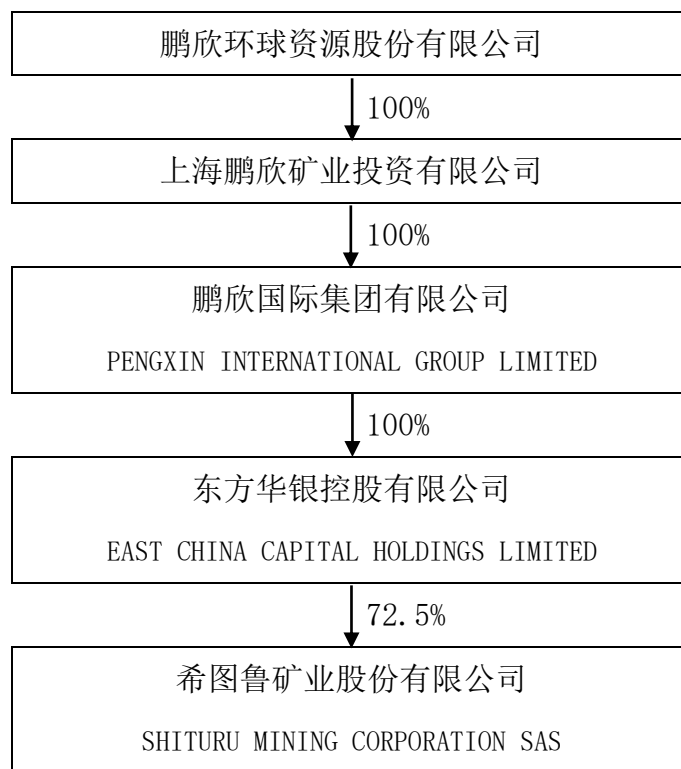 鹏欣环球资源股份有限公司
100%
上海鹏欣矿业投资有限公司
100%
鹏欣国际集团有限公司
PENGXIN INTERNATIONAL GROUP LIMITED
100%
东方华银控股有限公司
EAST CHINA CAPITAL HOLDINGS LIMITED
72.5%
希图鲁矿业股份有限公司
SHITURU MINING CORPORATION SAS